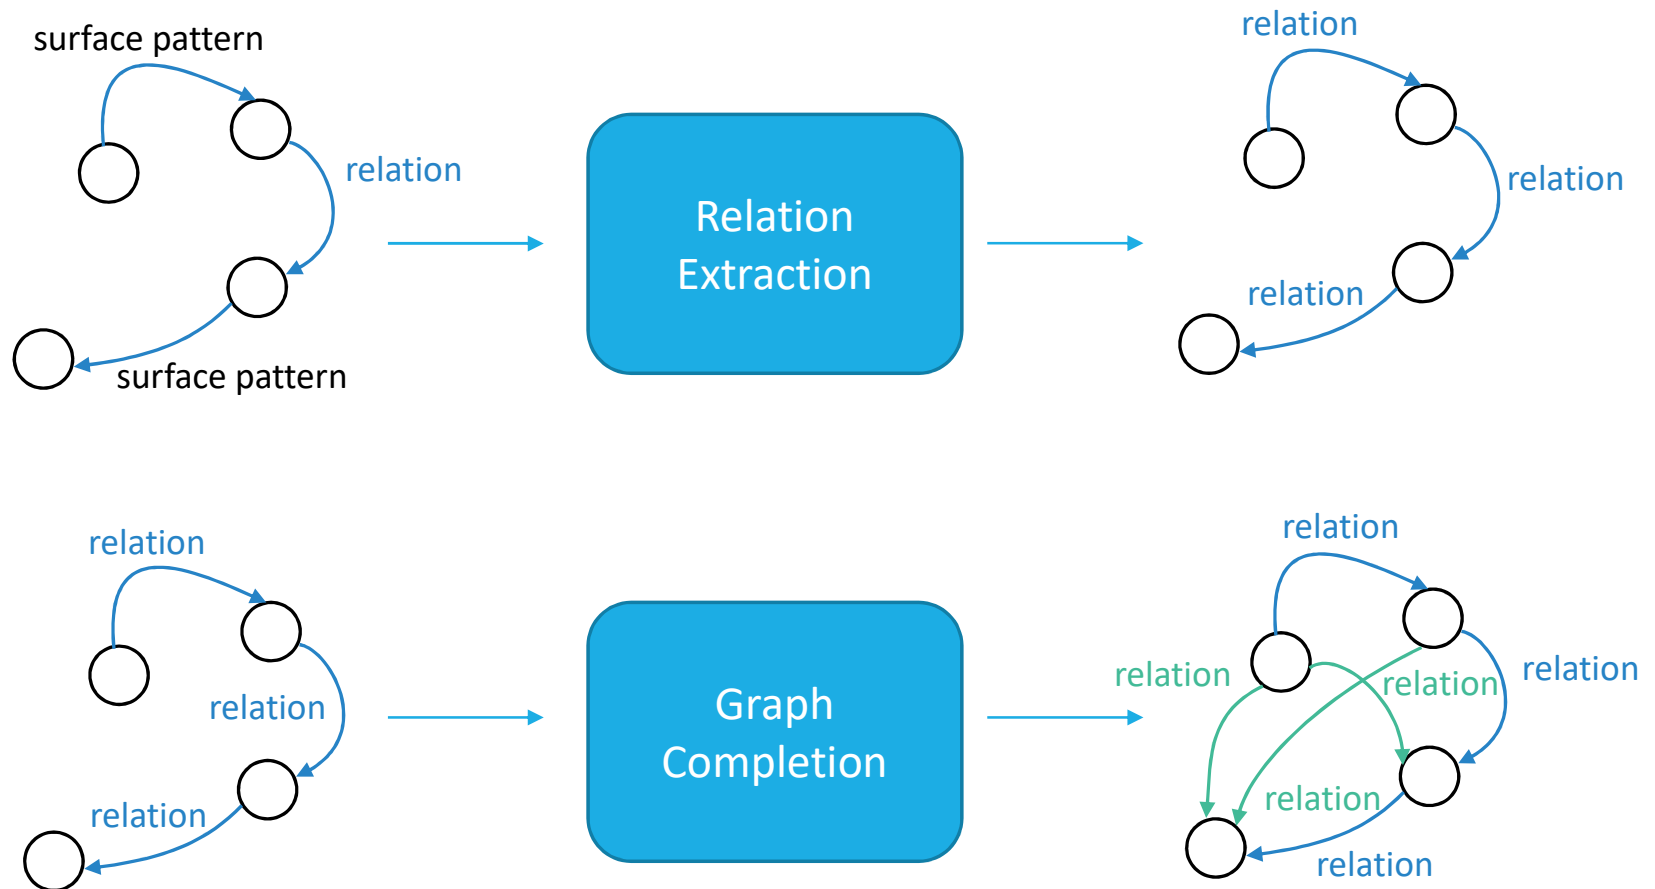 surface pattern
relation
surface pattern
Relation
Extraction
relation
relation
relation
relation
relation
relation
Graph
Completion
relation
relation
relation
relation
relation
relation